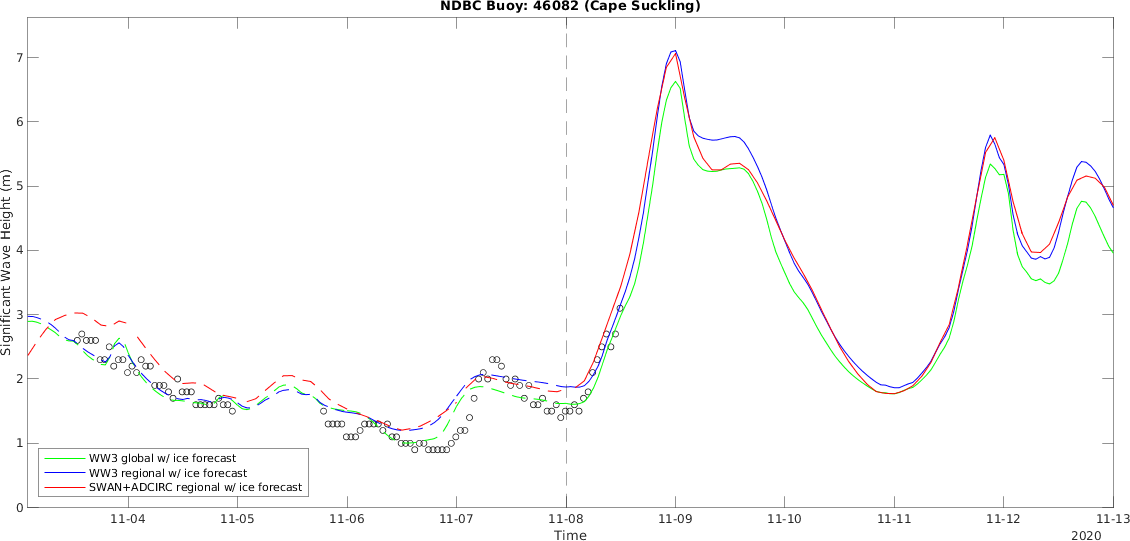 NDBC Buoy: 46082 (Cape Suckling)
Significant Wave Height (m)
7
6
5
4
3
2
1
0
WW3 global w/ ice forecast
WW3 regional w/ ice forecast
SWAN+ADCIRC regional w/ ice forecast
11-04 11-05 11-06 11-07 11-08 11-09 11-10 11-11 11-12 11-13
Time
2020